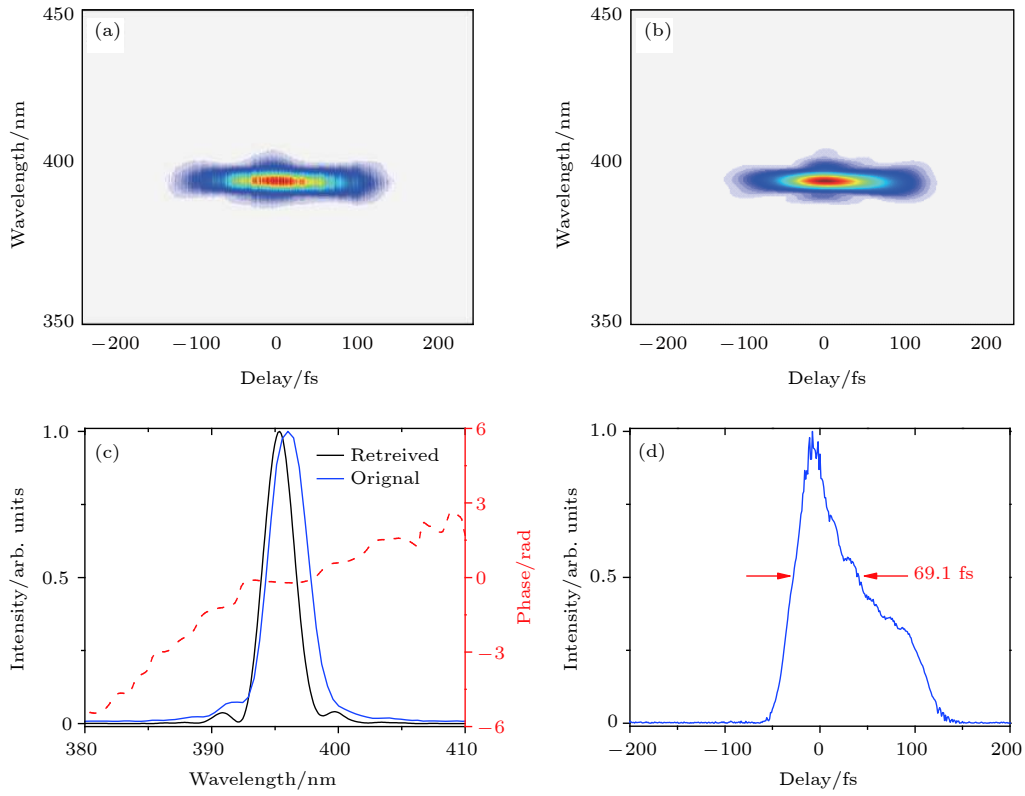 (a)
450
400
350
Wavelength/nm
−200 −100 0 100 200
Delay/fs
(b)
450
400
350
Wavelength/nm
−200 −100 0 100 200
Delay/fs
(c)
Retreived
Orignal
1.0
0.5
0
Intensity/arb. units
6
3
0
−3
−6
Phase/rad
380 390 400 410
Wavelength/nm
(d)
1.0
0.5
0
Intensity/arb. units
69.1 fs
−200 −100 0 100 200
Delay/fs